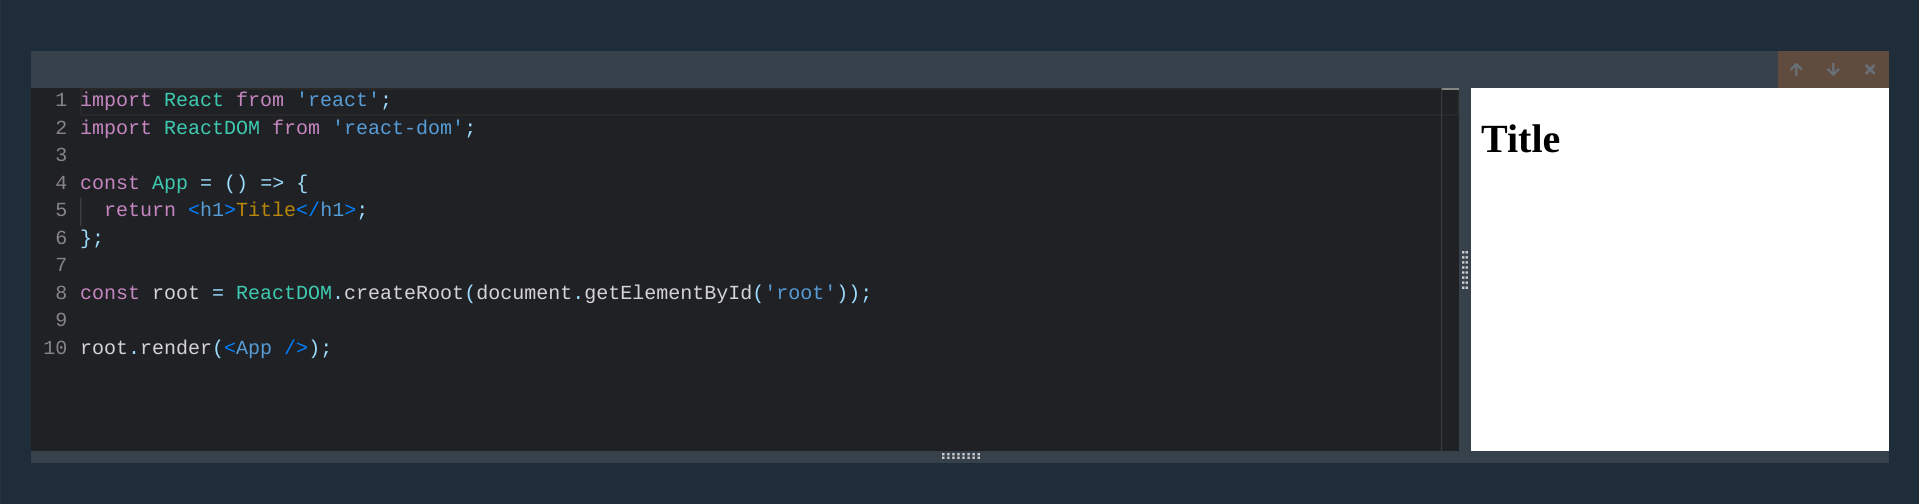 1 import React from 'react';
2 import ReactDOM from 'react-dom';
3
4 const App = () => {
5   return <h1>Title</h1>;
6 };
7
8 const root = ReactDOM.createRoot(document.getElementById('root'));
9
10 root.render(<App />);
Title